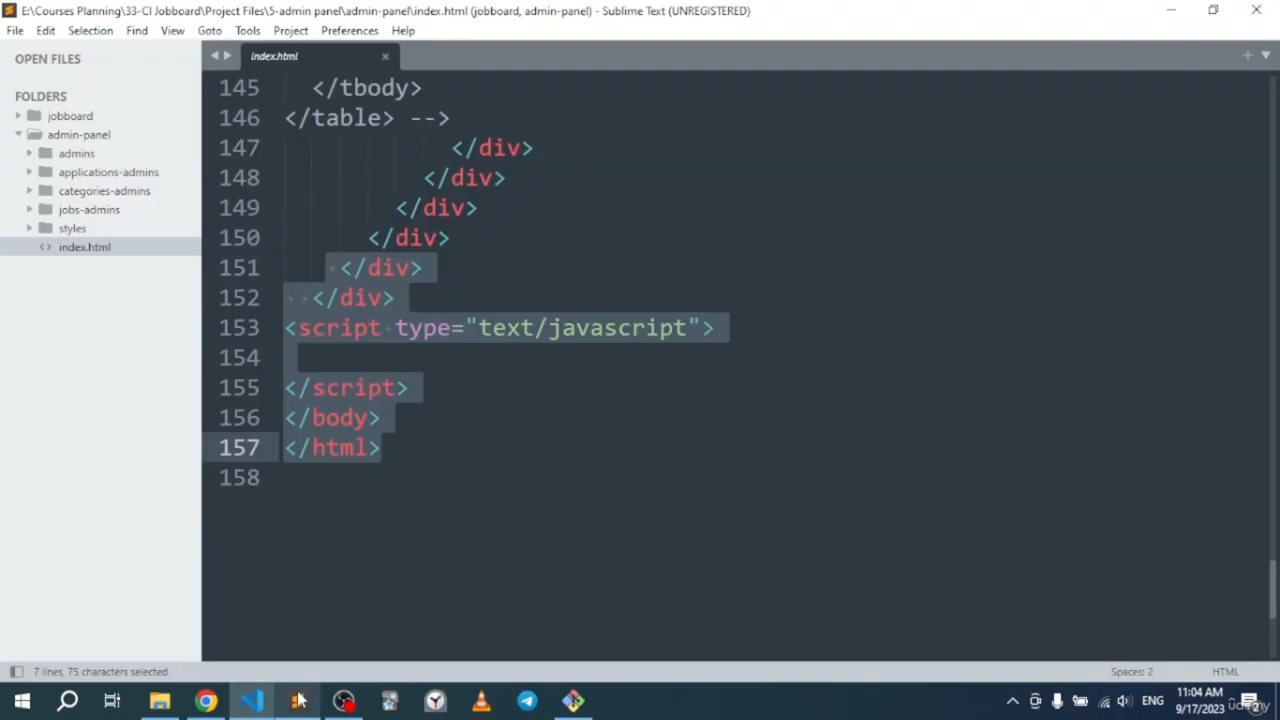 E:\Courses Planning\33-CI Jobboard\Project Files\5-admin panel\admin-panel\index.html (jobboard, admin-panel) - Sublime Text (UNREGISTERED)
File Edit Selection Find View Goto Tools Project Preferences Help
OPEN FILES
FOLDERS
jobboard
admin-panel
admins
applications-admins
categories-admins
jobs-admins
styles
<> index.html
index.html
145 </tbody>
146 </table> -->
147 </div>
148 </div>
149 </div>
150 </div>
151 </div>
152 </div>
153 <script type="text/javascript">
154
155 </script>
156 </body>
157 </html>
158
7 lines, 75 characters selected
Spaces: 2
HTML
ENG
11:04 AM
9/17/2023
udemy